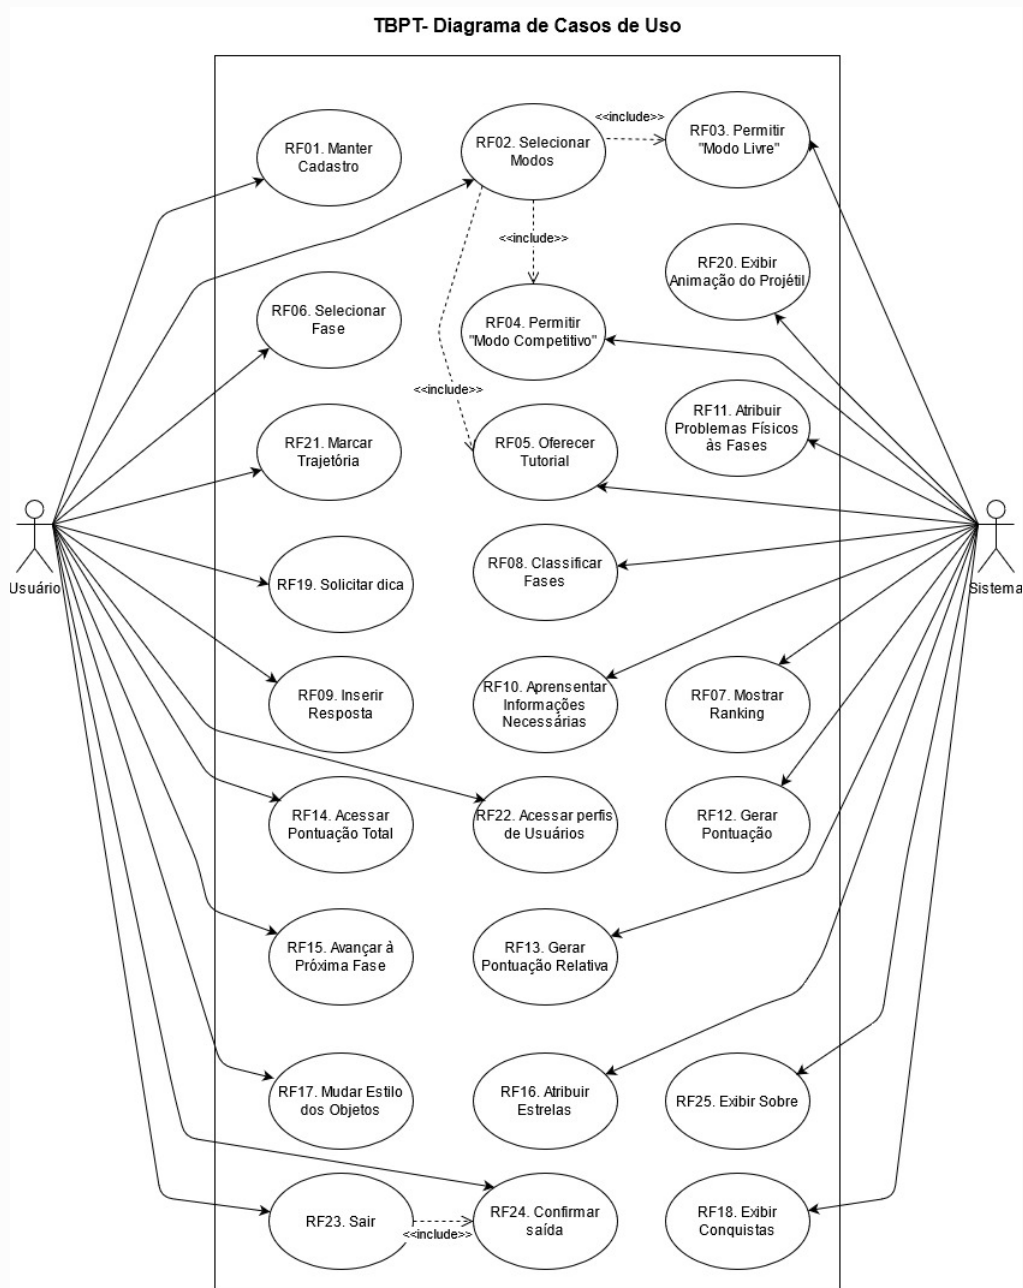 TBPT- Diagrama de Casos de Uso
RF01. Manter
Cadastro
RF02. Selecionar
Modos
<<include>>
RF03. Permitir
"Modo Livre"
<<include>>
RF20. Exibir
Animação do Projétil
RF06. Selecionar
Fase
RF04. Permitir
"Modo Competitivo"
<<include>>
RF11. Atribuir
Problemas Físicos
às Fases
RF21. Marcar
Trajetória
RF05. Oferecer
Tutorial
Usuário
Sistema
RF19. Solicitar dica
RF08. Classificar
Fases
RF09. Inserir
Resposta
RF10. Aprensentar
Informações
Necessárias
RF07. Mostrar
Ranking
RF14. Acessar
Pontuação Total
RF22. Acessar perfis
de Usuários
RF12. Gerar
Pontuação
RF15. Avançar à
Próxima Fase
RF13. Gerar
Pontuação Relativa
RF17. Mudar Estilo
dos Objetos
RF16. Atribuir
Estrelas
RF25. Exibir Sobre
RF23. Sair
<<include>>
RF24. Confirmar
saída
RF18. Exibir
Conquistas